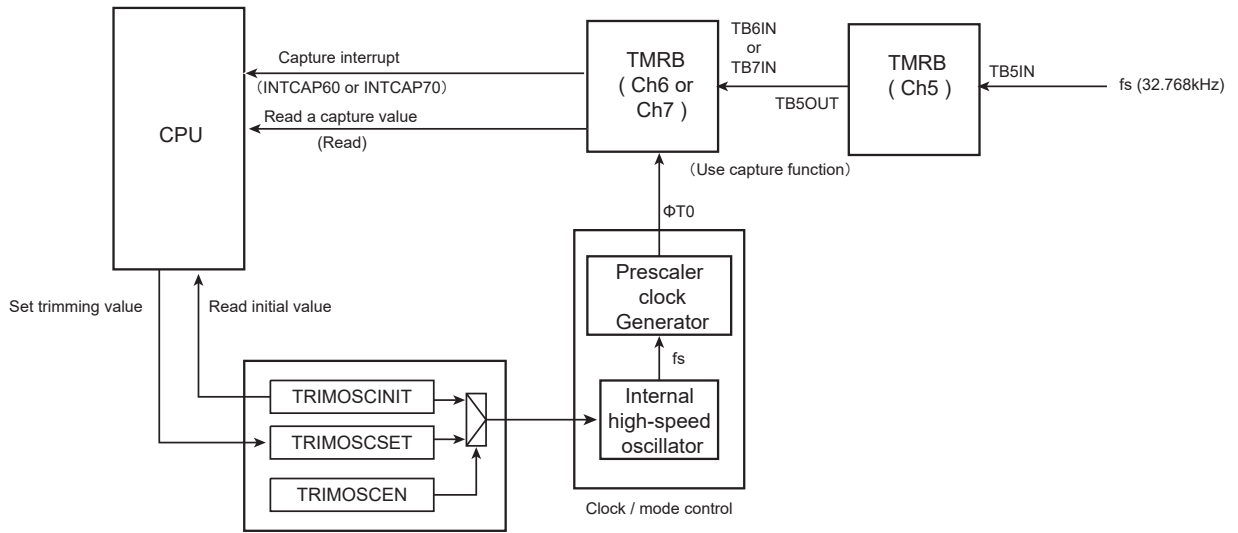 CPU
Capture interrupt
（INTCAP60 or INTCAP70）
Read a capture value
(Read)
TMRB
( Ch6 or
Ch7 )
TB6IN
or
TB7IN
TB5OUT
TMRB
( Ch5 )
TB5IN
fs (32.768kHz)
（Use capture function）
ΦT0
Prescaler
clock
Generator
fs
Internal
high-speed
oscillator
Clock / mode control
Set trimming value
Read initial value
TRIMOSCINIT
TRIMOSCSET
TRIMOSCEN